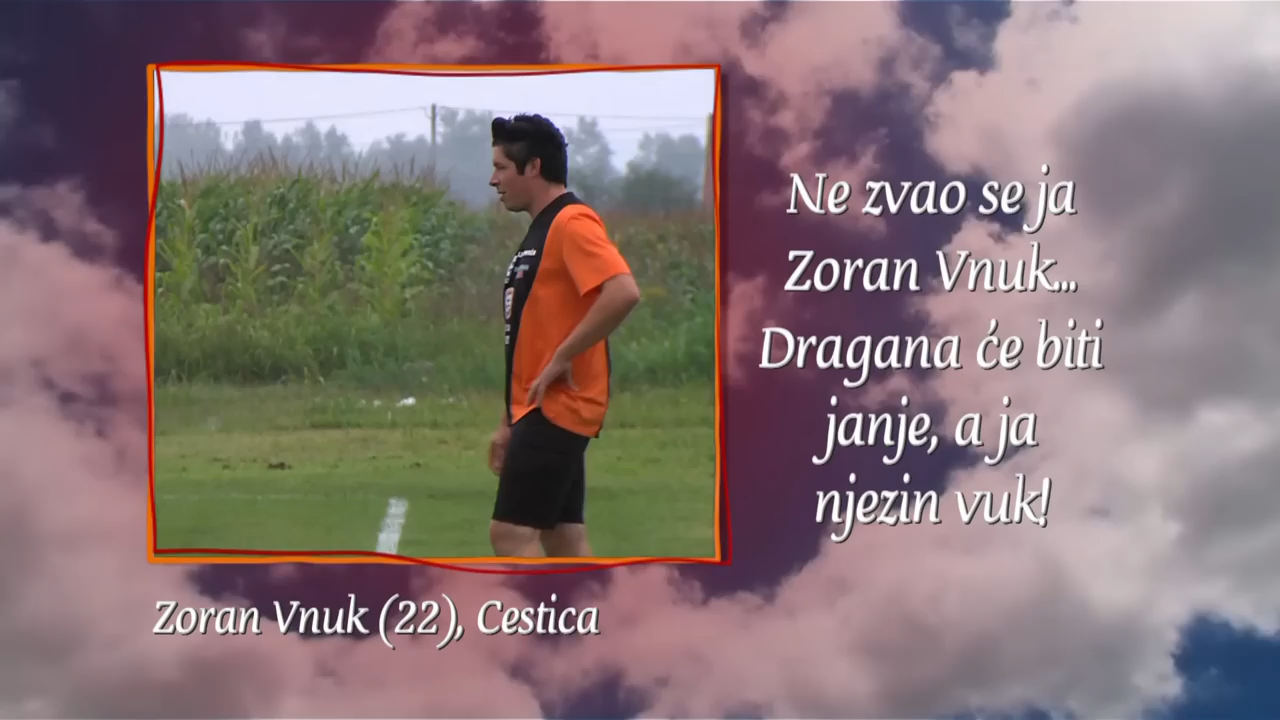 Ne zvao se ja
Zoran Vnuk...
Dragana će biti
janje, a ja
njezin vuk!
Zoran Vnuk (22), Cestica